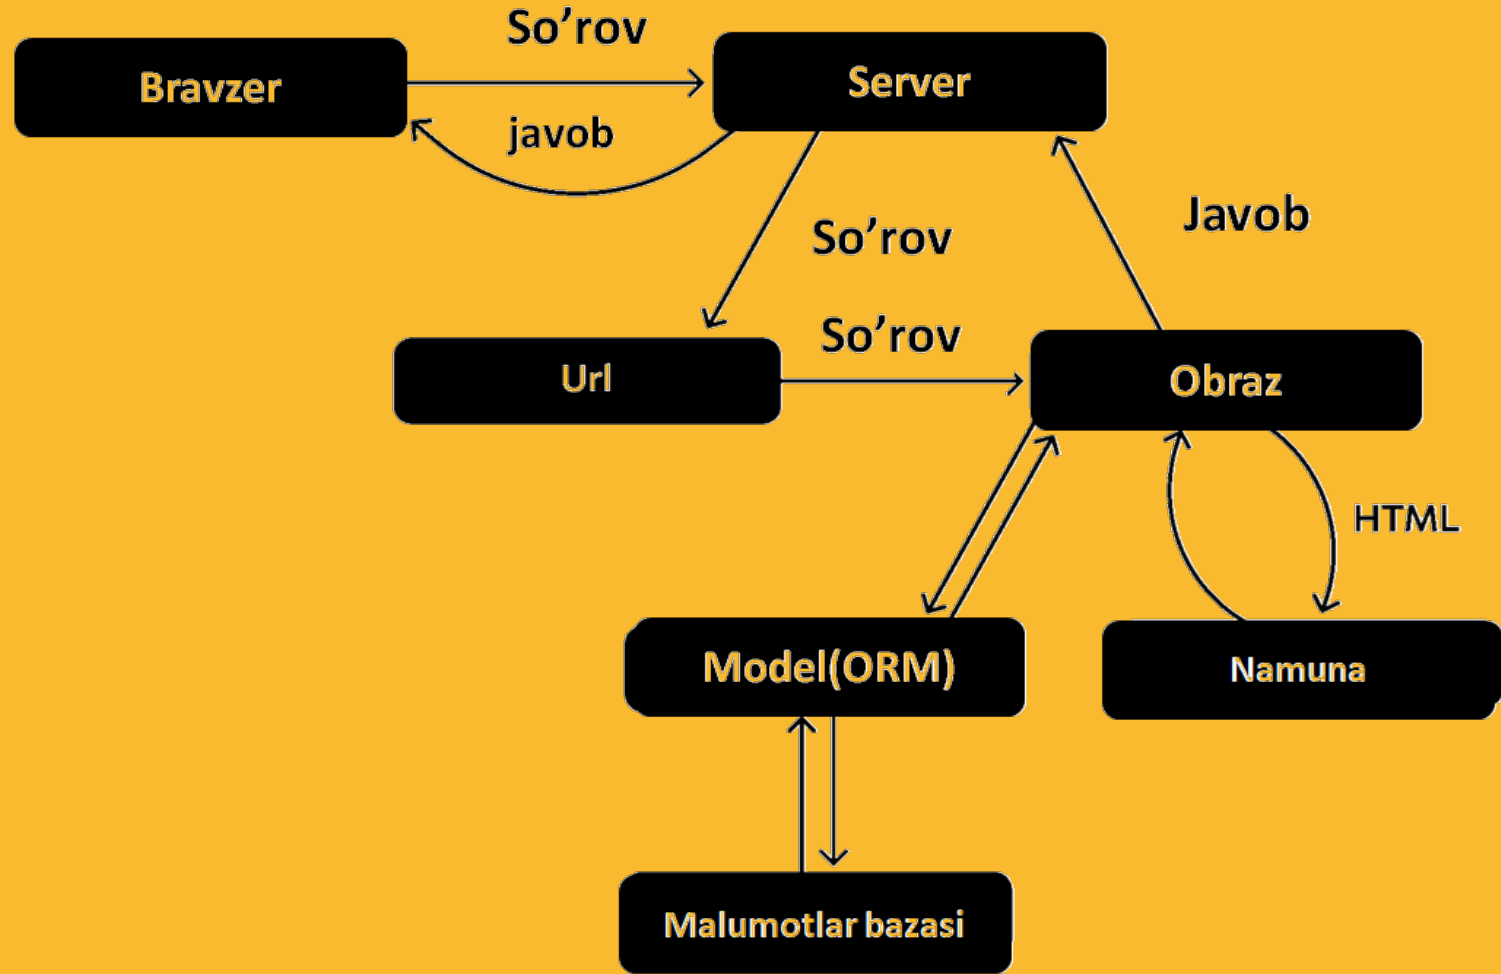 So’rov
Bravzer
Server
javob
Javob
So’rov
So’rov
Url
Obraz
HTML
Model(ORM)
Namuna
Malumotlar bazasi